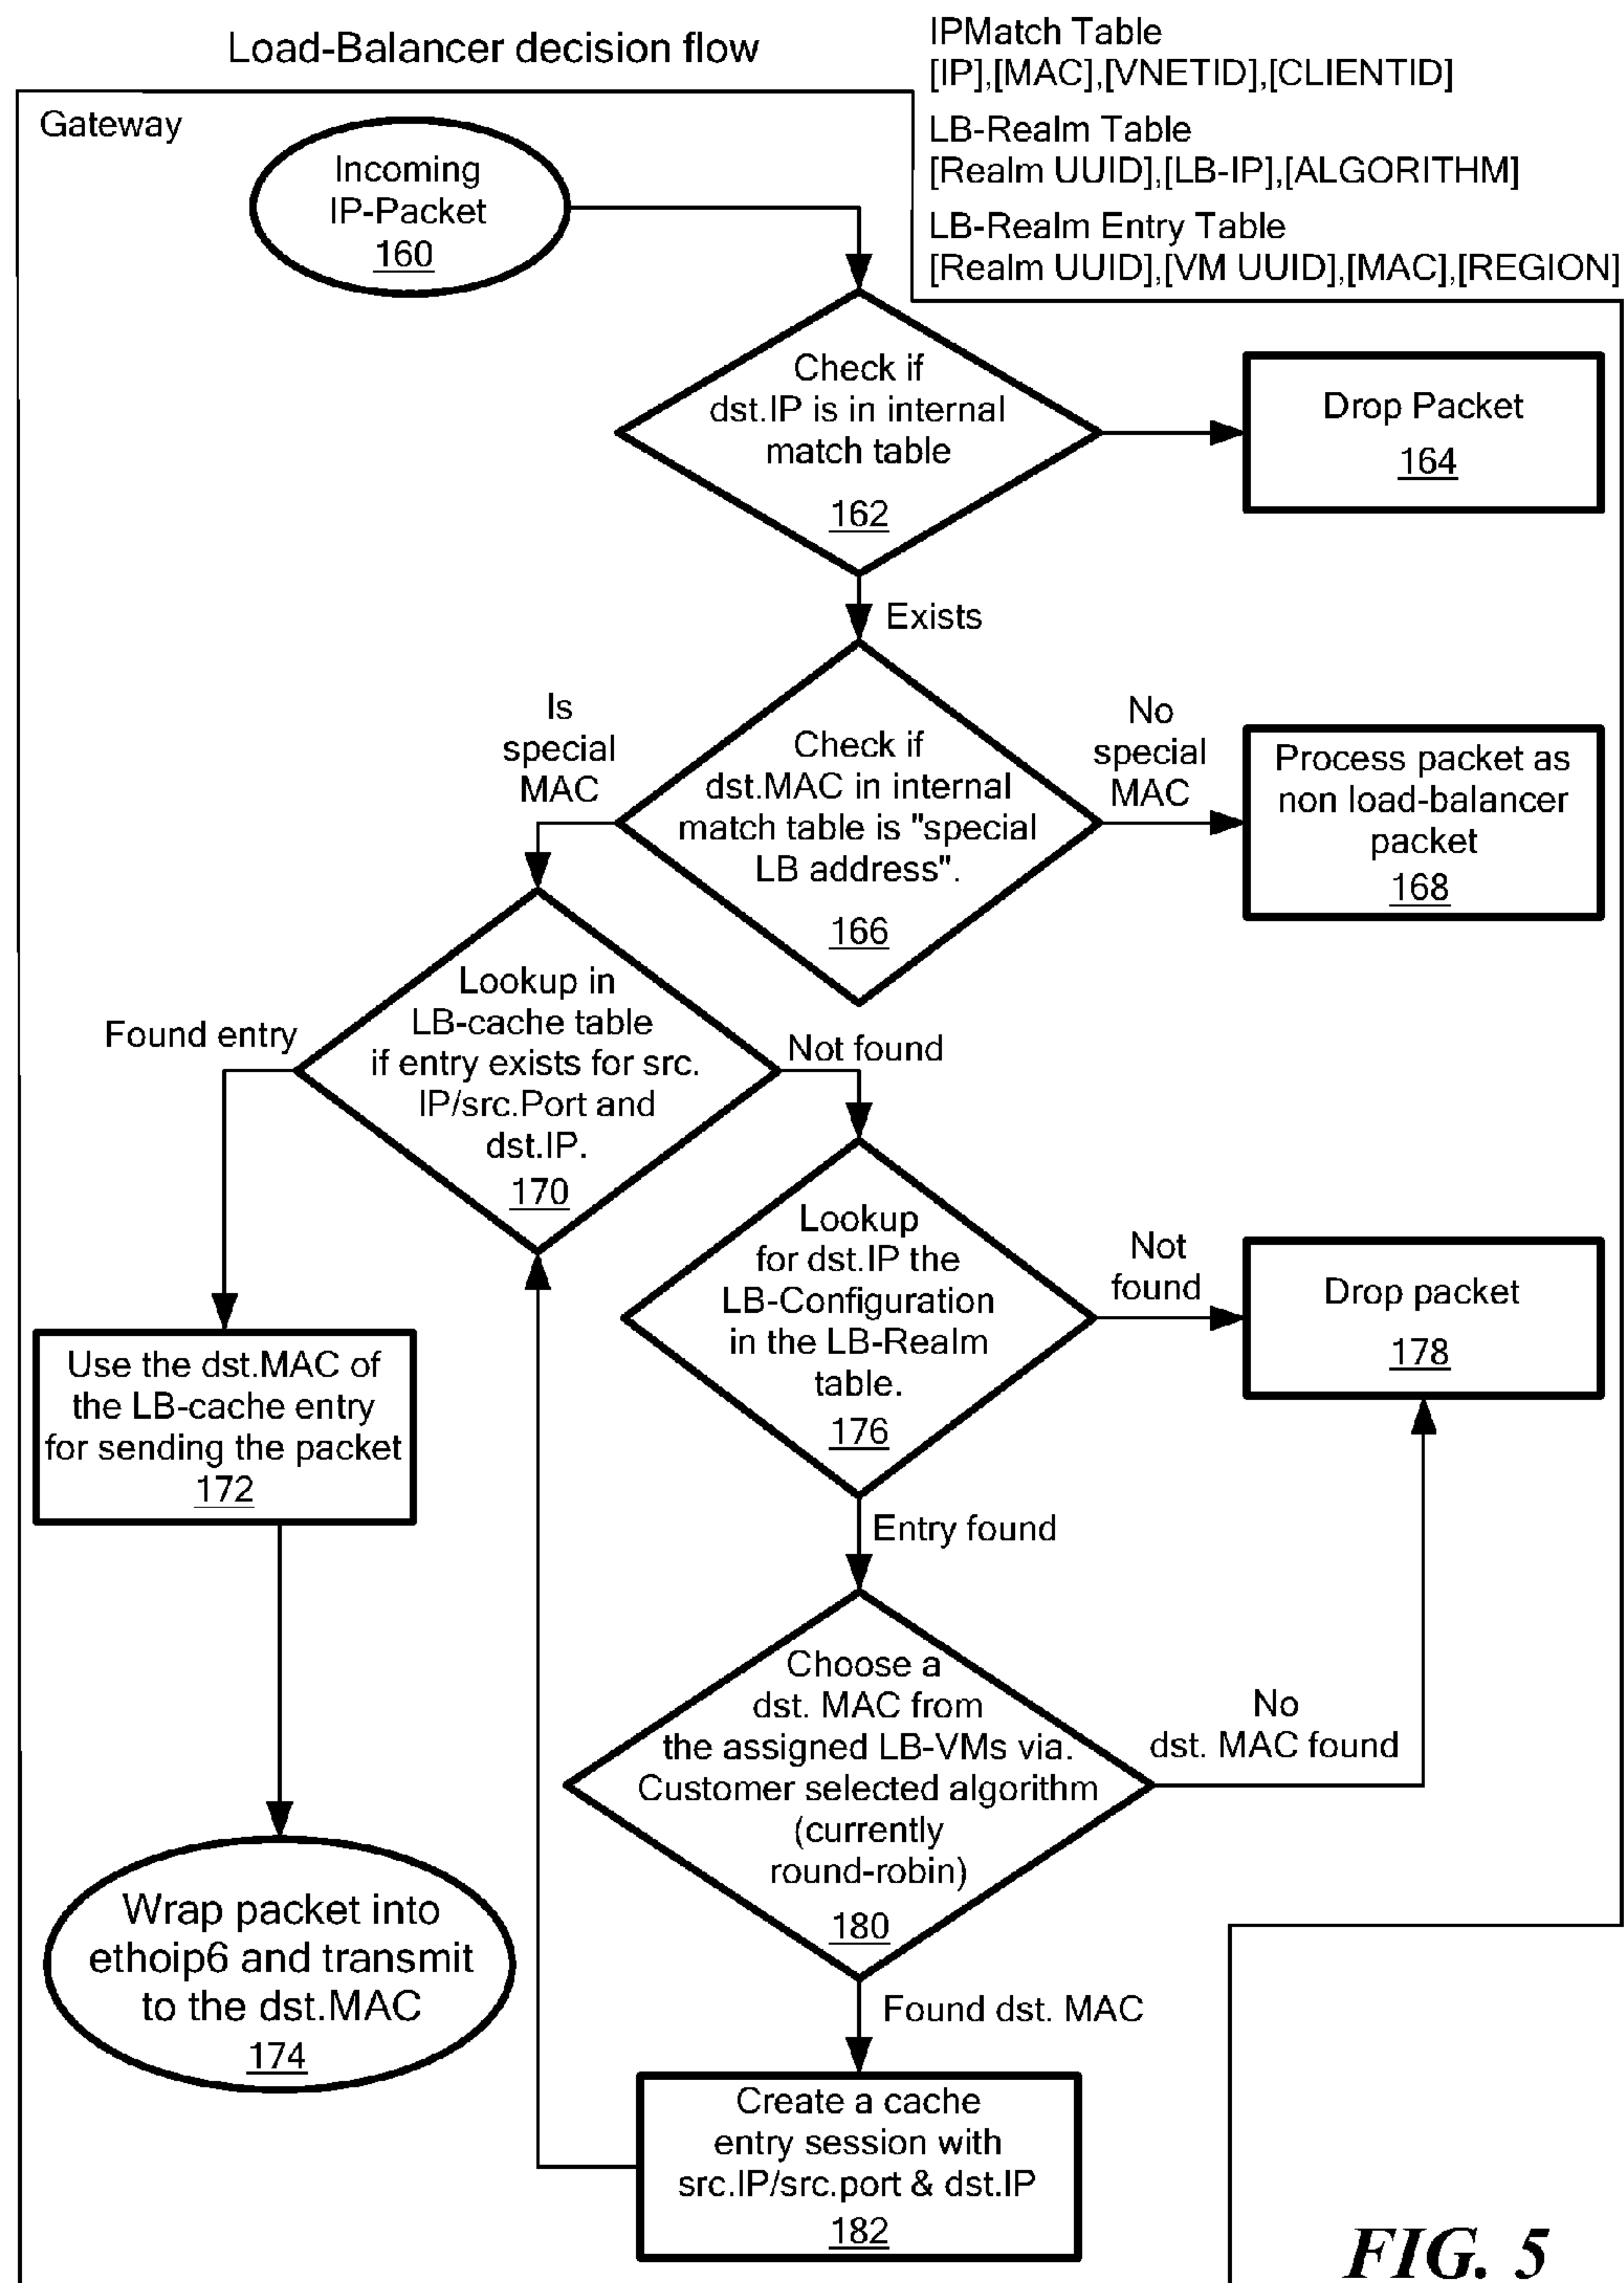 Load-Balancer decision flow
IPMatch Table
[IP],[MAC],[VNETID],[CLIENTID]
LB-Realm Table
[Realm UUID],[LB-IP],[ALGORITHM]
LB-Realm Entry Table
[Realm UUID],[VM UUID],[MAC],[REGION]
Gateway
Incoming
IP-Packet
160
Check if
dst.IP is in internal
match table
162
Drop Packet
164
Exists
Is
special
MAC
Check if
dst.MAC in internal
match table is "special
LB address".
166
No
special
MAC
Process packet as
non load-balancer
packet
168
Found entry
Lookup in
LB-cache table
if entry exists for src.
IP/src.Port and
dst.IP.
170
Not found
Lookup
for dst.IP the
LB-Configuration
in the LB-Realm
table.
176
Not
found
Drop packet
178
Use the dst.MAC of
the LB-cache entry
for sending the packet
172
Entry found
Choose a
dst. MAC from
the assigned LB-VMs via.
Customer selected algorithm
(currently
round-robin)
180
No
dst. MAC found
Wrap packet into
ethoip6 and transmit
to the dst.MAC
174
Found dst. MAC
Create a cache
entry session with
src.IP/src.port & dst.IP
182
FIG. 5